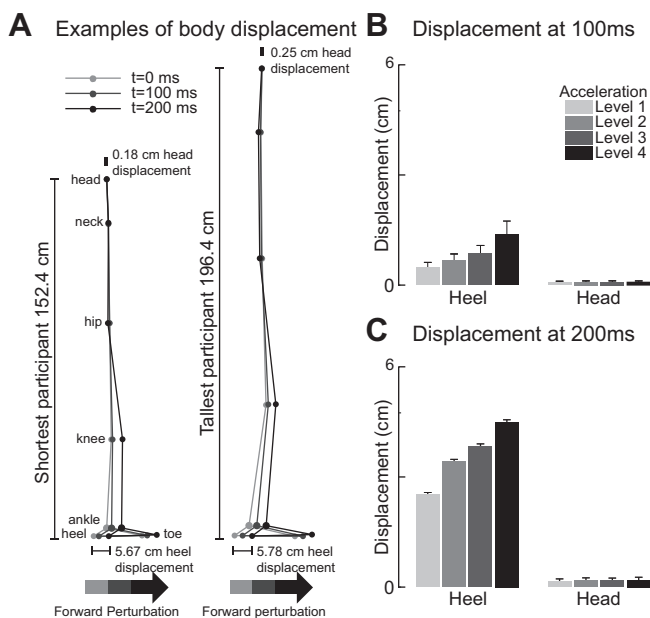 A Examples of body displacement
t=0 ms
t=100 ms
t=200 ms
0.25 cm head
displacement
0.18 cm head
displacement
head
neck
hip
knee
ankle
heel
toe
Shortest participant 152.4 cm
Tallest participant 196.4 cm
5.67 cm heel
displacement
5.78 cm heel
displacement
Forward Perturbation
Forward perturbation
B Displacement at 100ms
6
Displacement (cm)
0
Heel
Head
Acceleration
Level 1
Level 2
Level 3
Level 4
C Displacement at 200ms
6
Displacement (cm)
0
Heel
Head